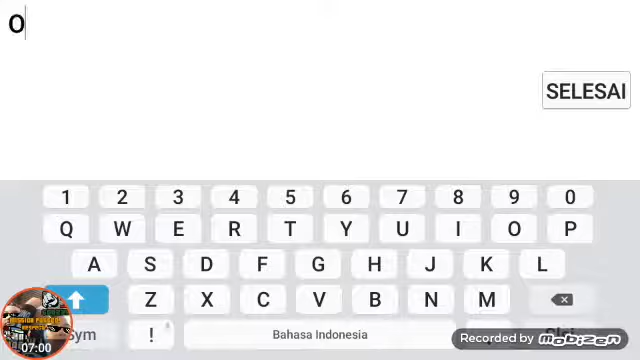 O
SELESAI
1 2 3 4 5 6 7 8 9 0
Q W E R T Y U I O P
A S D F G H J K L
Z X C V B N M
Sym ! Bahasa Indonesia
Recorded by MOBIZEN
07:00